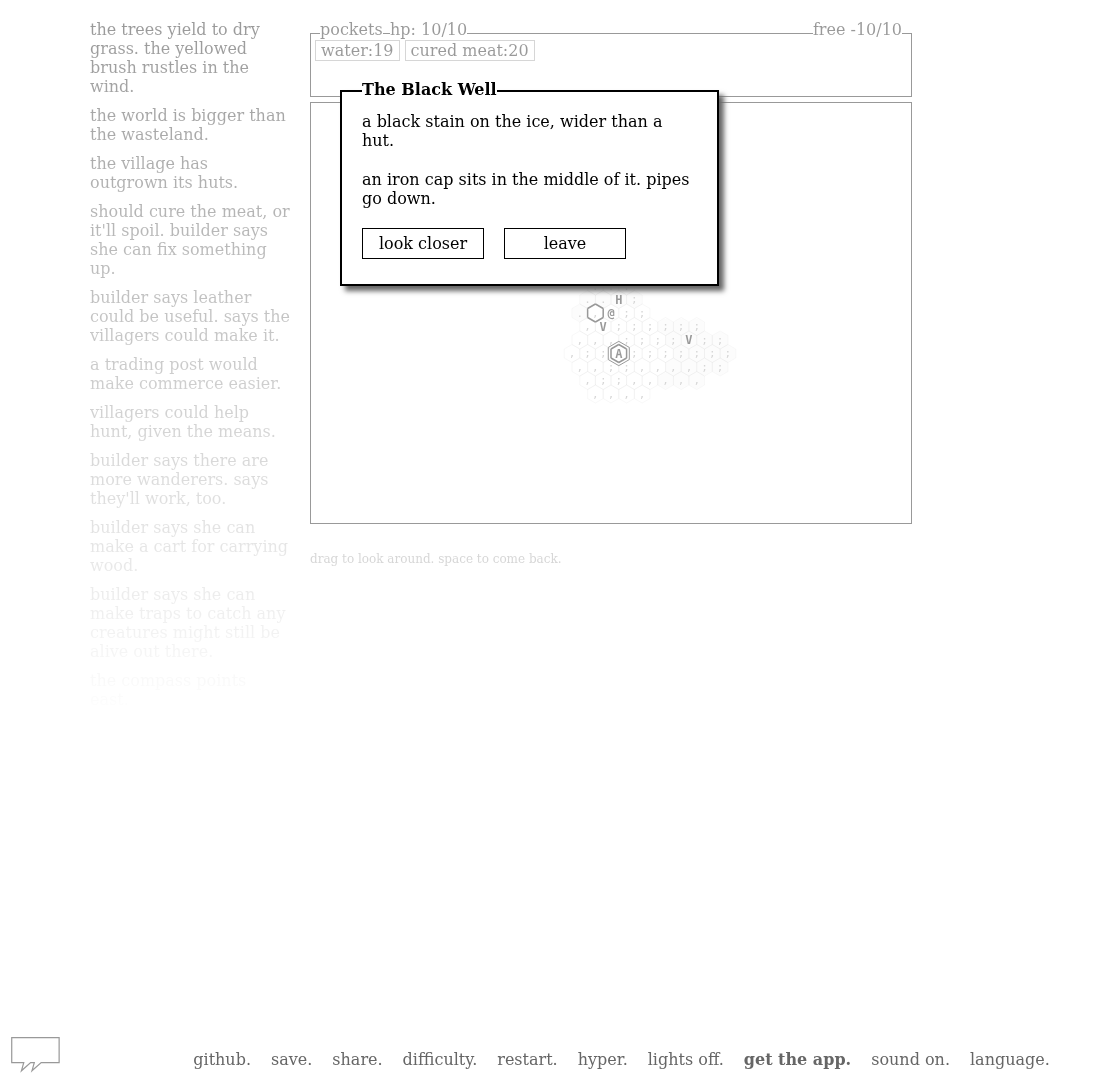 the trees yield to dry
grass. the yellowed
brush rustles in the
wind.
the world is bigger than
the wasteland.
the village has
outgrown its huts.
should cure the meat, or
it'll spoil. builder says
she can fix something
up.
builder says leather
could be useful. says the
villagers could make it.
a trading post would
make commerce easier.
villagers could help
hunt, given the means.
builder says there are
more wanderers. says
they'll work, too.
builder says she can
make a cart for carrying
wood.
builder says she can
make traps to catch any
creatures might still be
alive out there
the compass points
pockets hp: 10/10 free -10/10
water:19 cured meat:20
The Black Well
a black stain on the ice, wider than a
hut.
an iron cap sits in the middle of it. pipes
go down.
look closer leave
H
@
V
V
A
drag to look around. space to come back.
github. save. share. difficulty. restart. hyper. lights off. get the app. sound on. language.